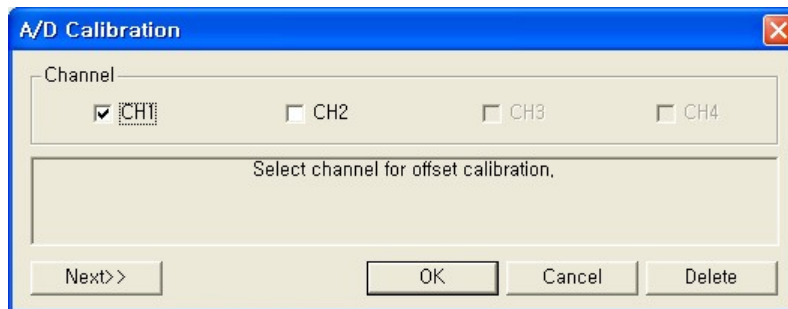 A/D Calibration
Channel
CH1 CH2 CH3 CH4
Select channel for offset calibration,
Next>> OK Cancel Delete